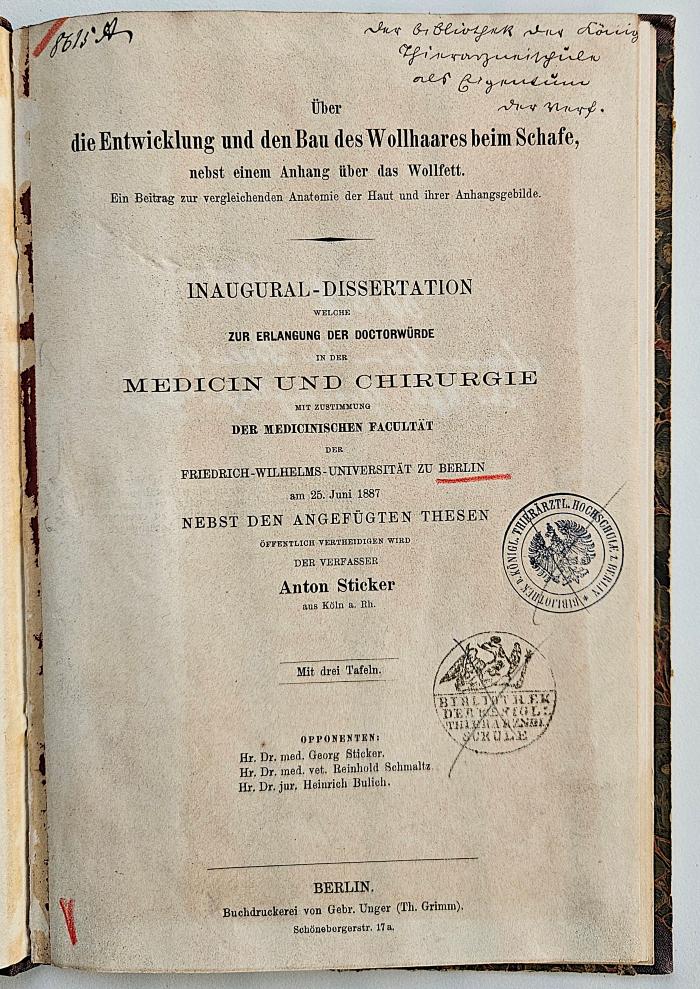 8615 A
der Bibliothek der König
Thierarzneischule
als Eigentum
der Verf.
Über
die Entwicklung und den Bau des Wollhaares beim Schafe,
nebst einem Anhang über das Wollfett.
Ein Beitrag zur vergleichenden Anatomie der Haut und ihrer Anhangsgebilde.
INAUGURAL-DISSERTATION
WELCHE
ZUR ERLANGUNG DER DOCTORWÜRDE
IN DER
MEDICIN UND CHIRURGIE
MIT ZUSTIMMUNG
DER MEDICINISCHEN FACULTÄT
DER
FRIEDRICH-WILHELMS-UNIVERSITÄT ZU BERLIN
am 25. Juni 1887
NEBST DEN ANGEFÜGTEN THESEN
ÖFFENTLICH VERTHEIDIGEN WIRD
DER VERFASSER
Anton Sticker
aus Köln a. Rh.
BIBLIOTHEK D. KÖNIGL. THIERÄRZTL. HOCHSCHULE Z. BERLIN
Mit drei Tafeln.
BIBLIOTHEK
DER KÖNIGL:
THIERARZNEI
SCHULE
OPPONENTEN:
Hr. Dr. med. Georg Sticker.
Hr. Dr. med. vet. Reinhold Schmaltz.
Hr. Dr. jur. Heinrich Bulich.
BERLIN.
Buchdruckerei von Gebr. Unger (Th. Grimm).
Schönebergerstr. 17a.